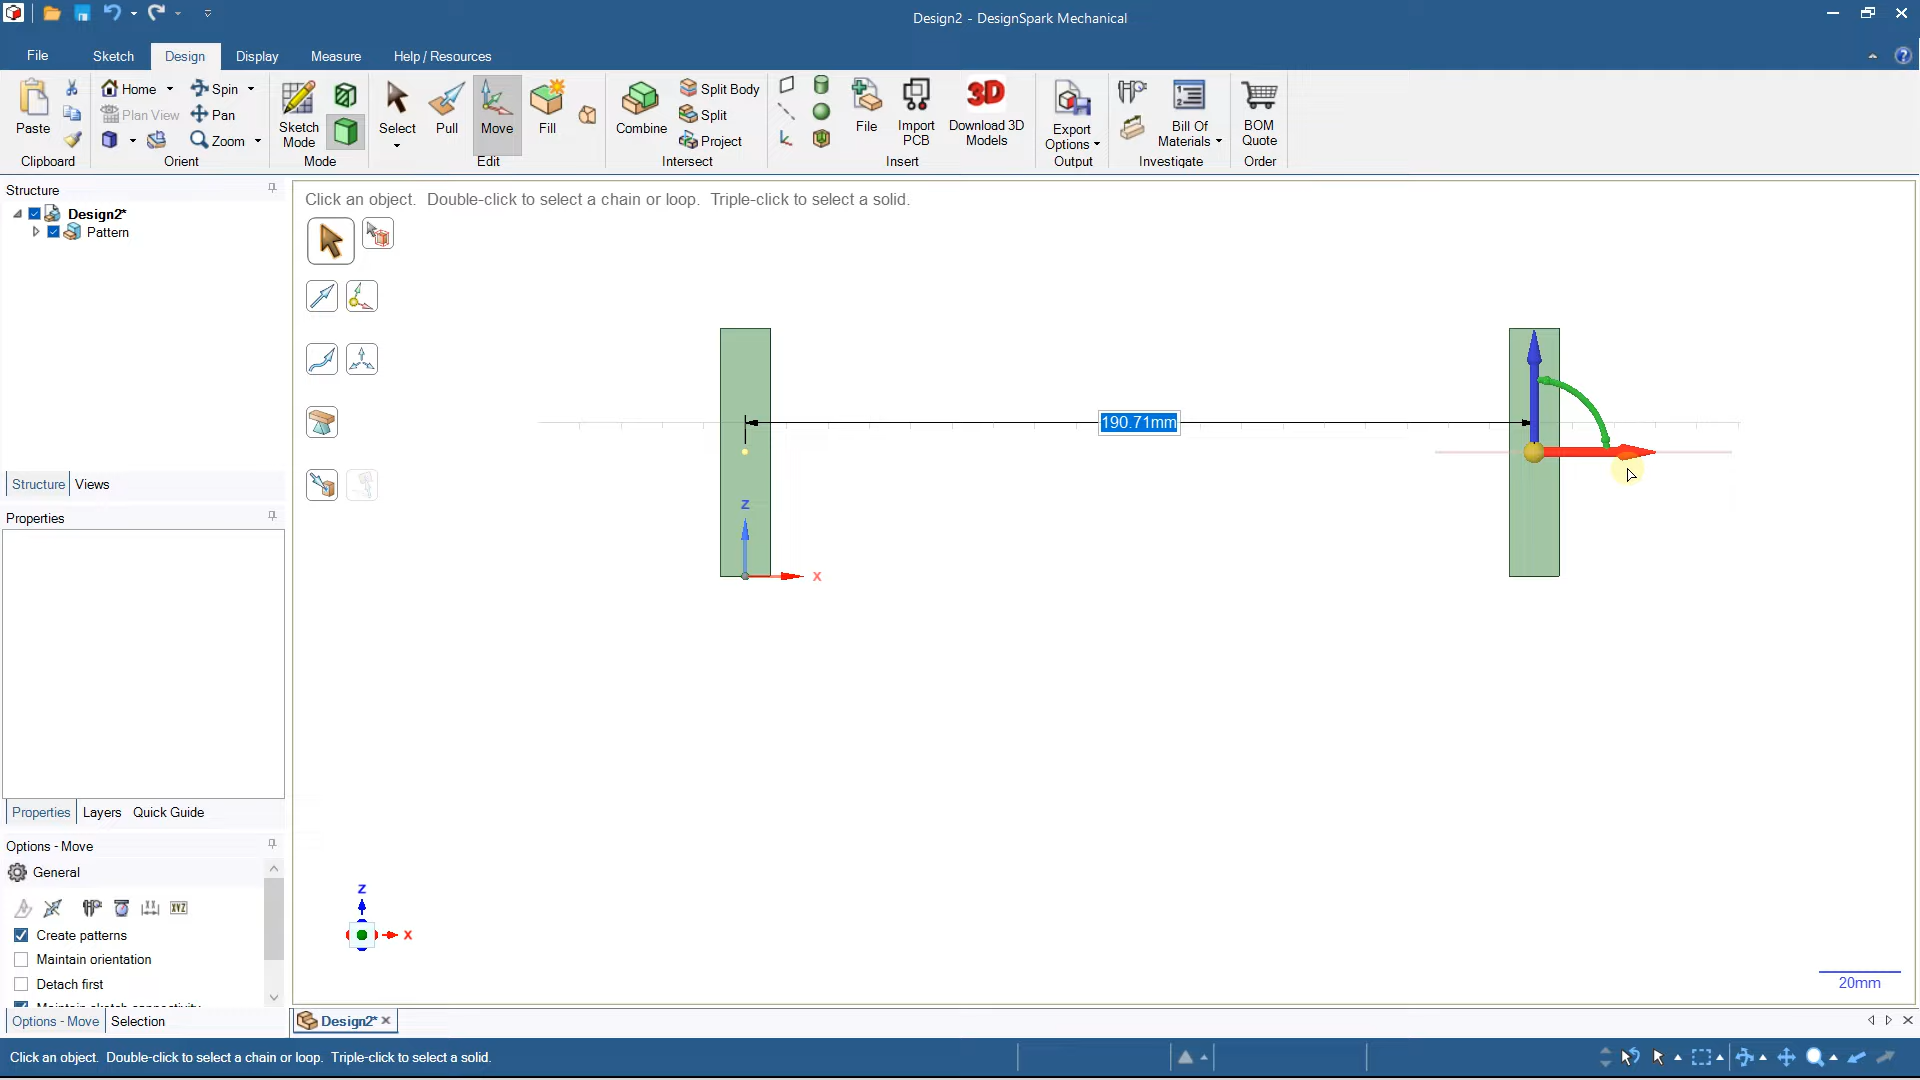 Design2 - DesignSpark Mechanical
File Sketch Design Display Measure Help / Resources
Paste
Clipboard
Home Spin
Plan View Pan
Zoom
Orient
Sketch Mode
Mode
Select
Pull
Move
Fill
Edit
Combine
Split Body
Split
Project
Intersect
File
Import PCB
Download 3D Models
Insert
Export Options
Output
Bill Of Materials
Investigate
BOM Quote
Order
Structure
Design2*
Pattern
Structure Views
Properties
Properties Layers Quick Guide
Options - Move
General
Create patterns
Maintain orientation
Detach first
Maintain sketch connectivity
Options - Move Selection
Click an object. Double-click to select a chain or loop. Triple-click to select a solid.
190.71mm
Z
X
Z
X
20mm
Design2*
Click an object. Double-click to select a chain or loop. Triple-click to select a solid.